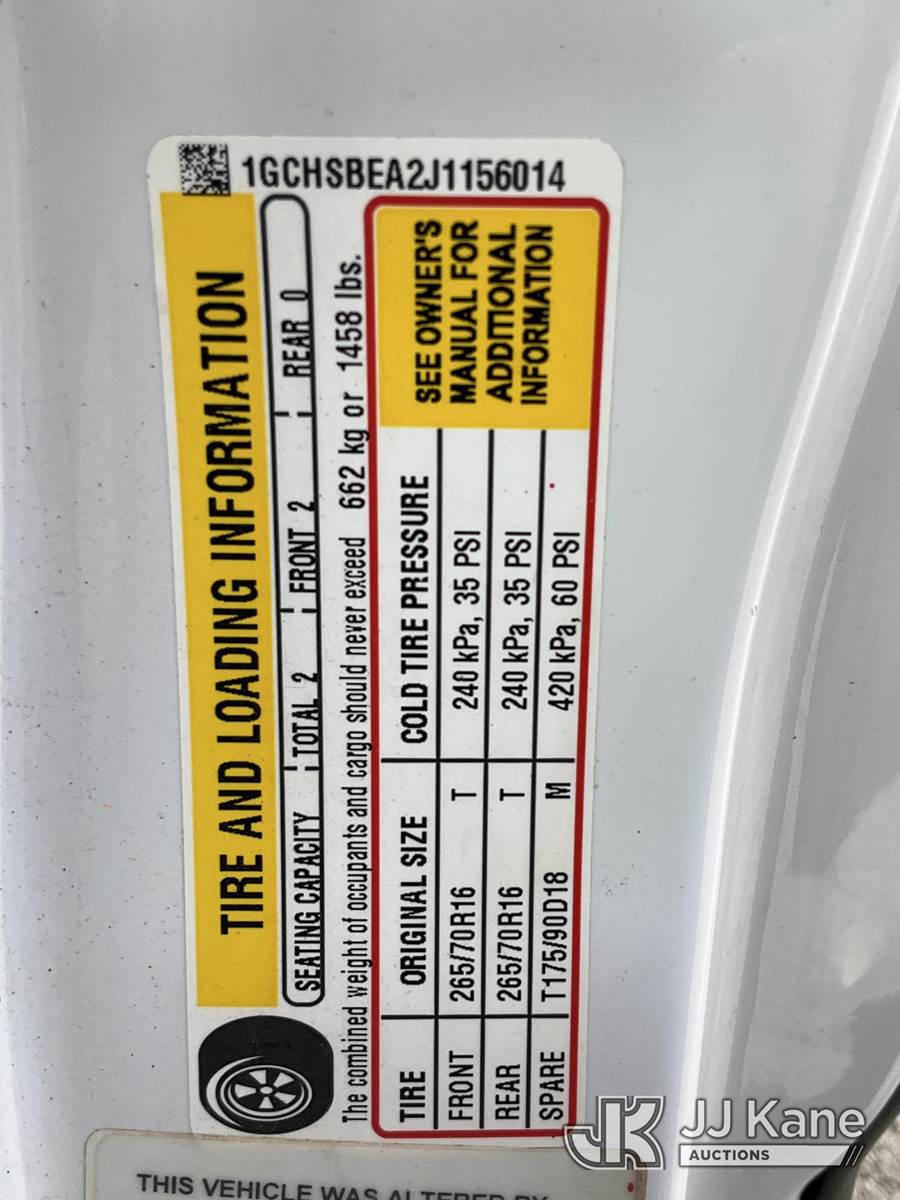 1GCHSBEA2J1156014
TIRE AND LOADING INFORMATION
SEATING CAPACITY TOTAL 2 FRONT 2 REAR 0
The combined weight of occupants and cargo should never exceed 662 kg or 1458 lbs.
TIRE ORIGINAL SIZE COLD TIRE PRESSURE
FRONT 265/70R16 T 240 kPa, 35 PSI
REAR 265/70R16 T 240 kPa, 35 PSI
SPARE T175/90D18 M 420 kPa, 60 PSI
SEE OWNER'S
MANUAL FOR
ADDITIONAL
INFORMATION
THIS VEHICLE WAS ALTERED BY
JK JJ Kane
AUCTIONS